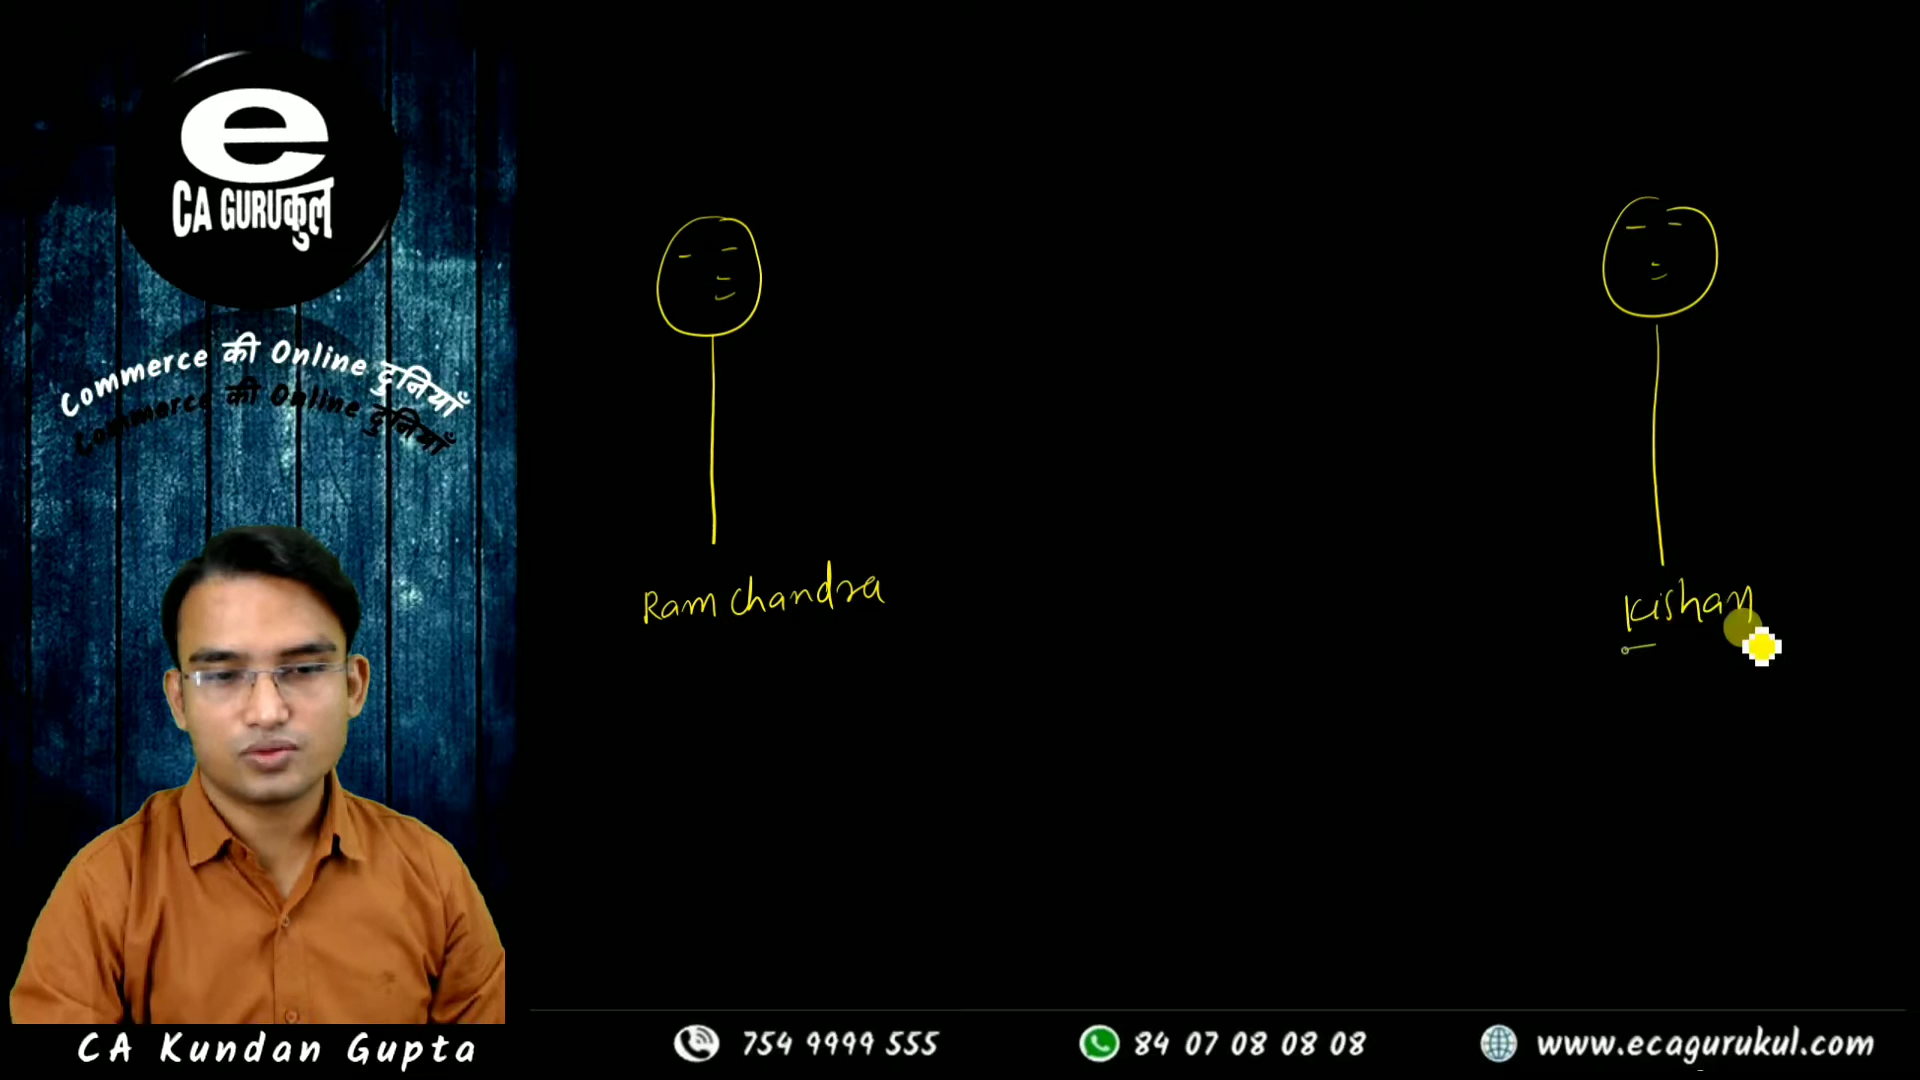 e
CA GURUकुल
Commerce की Online दुनियाँ
Commerce की Online दुनियाँ
Ram Chandra
Kishan
CA Kundan Gupta
754 9999 555
84 07 08 08 08
www.ecagurukul.com